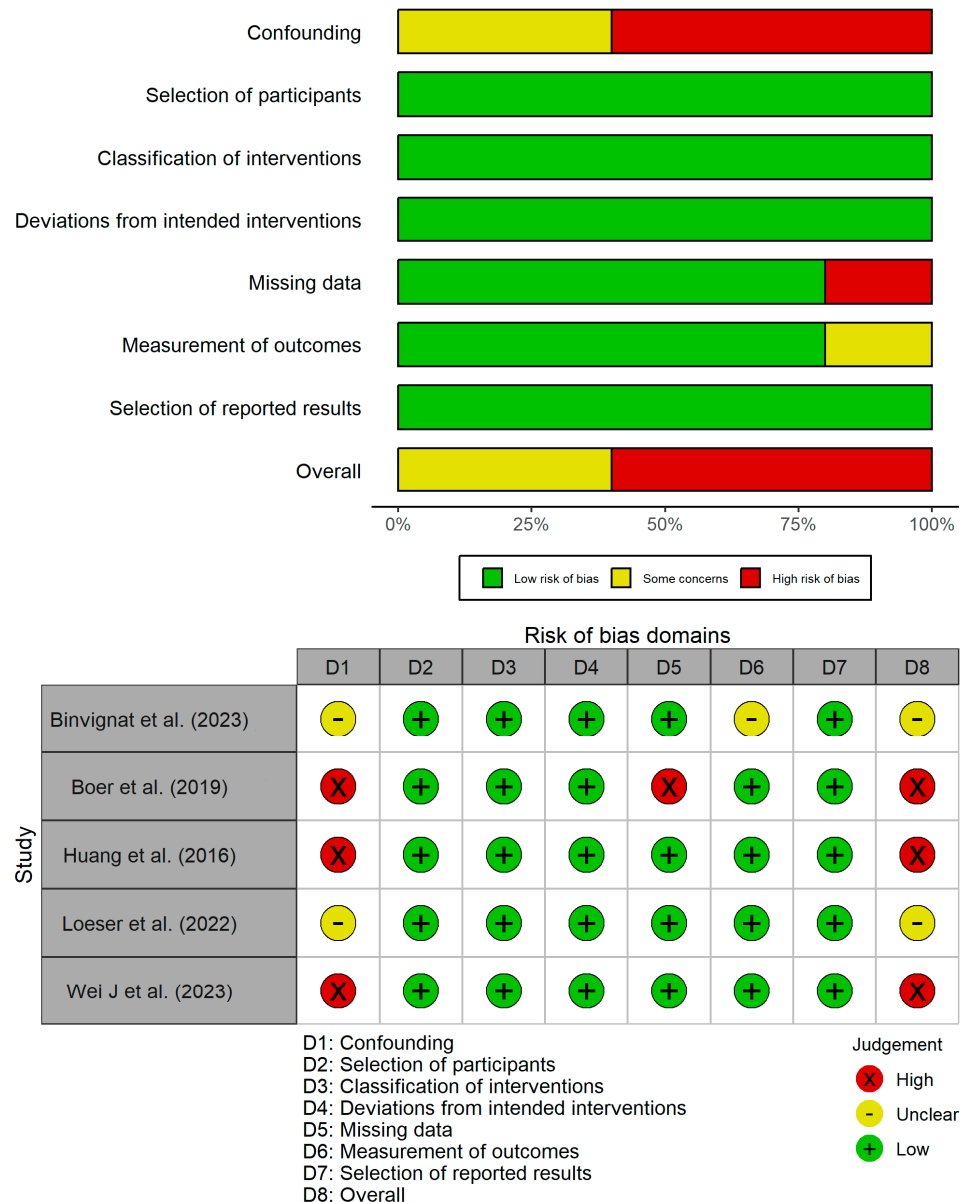 Confounding
Selection of participants
Classification of interventions
Deviations from intended interventions
Missing data
Measurement of outcomes
Selection of reported results
Overall
0% 25% 50% 75% 100%
Low risk of bias Some concerns High risk of bias
Risk of bias domains
D1 D2 D3 D4 D5 D6 D7 D8
Study
Binvignat et al. (2023) - + + + + - + -
Boer et al. (2019) X + + + X + + X
Huang et al. (2016) X + + + + + + X
Loeser et al. (2022) - + + + + + + -
Wei J et al. (2023) X + + + + + + X
D1: Confounding
D2: Selection of participants
D3: Classification of interventions
D4: Deviations from intended interventions
D5: Missing data
D6: Measurement of outcomes
D7: Selection of reported results
D8: Overall
Judgement
X High
- Unclear
+ Low